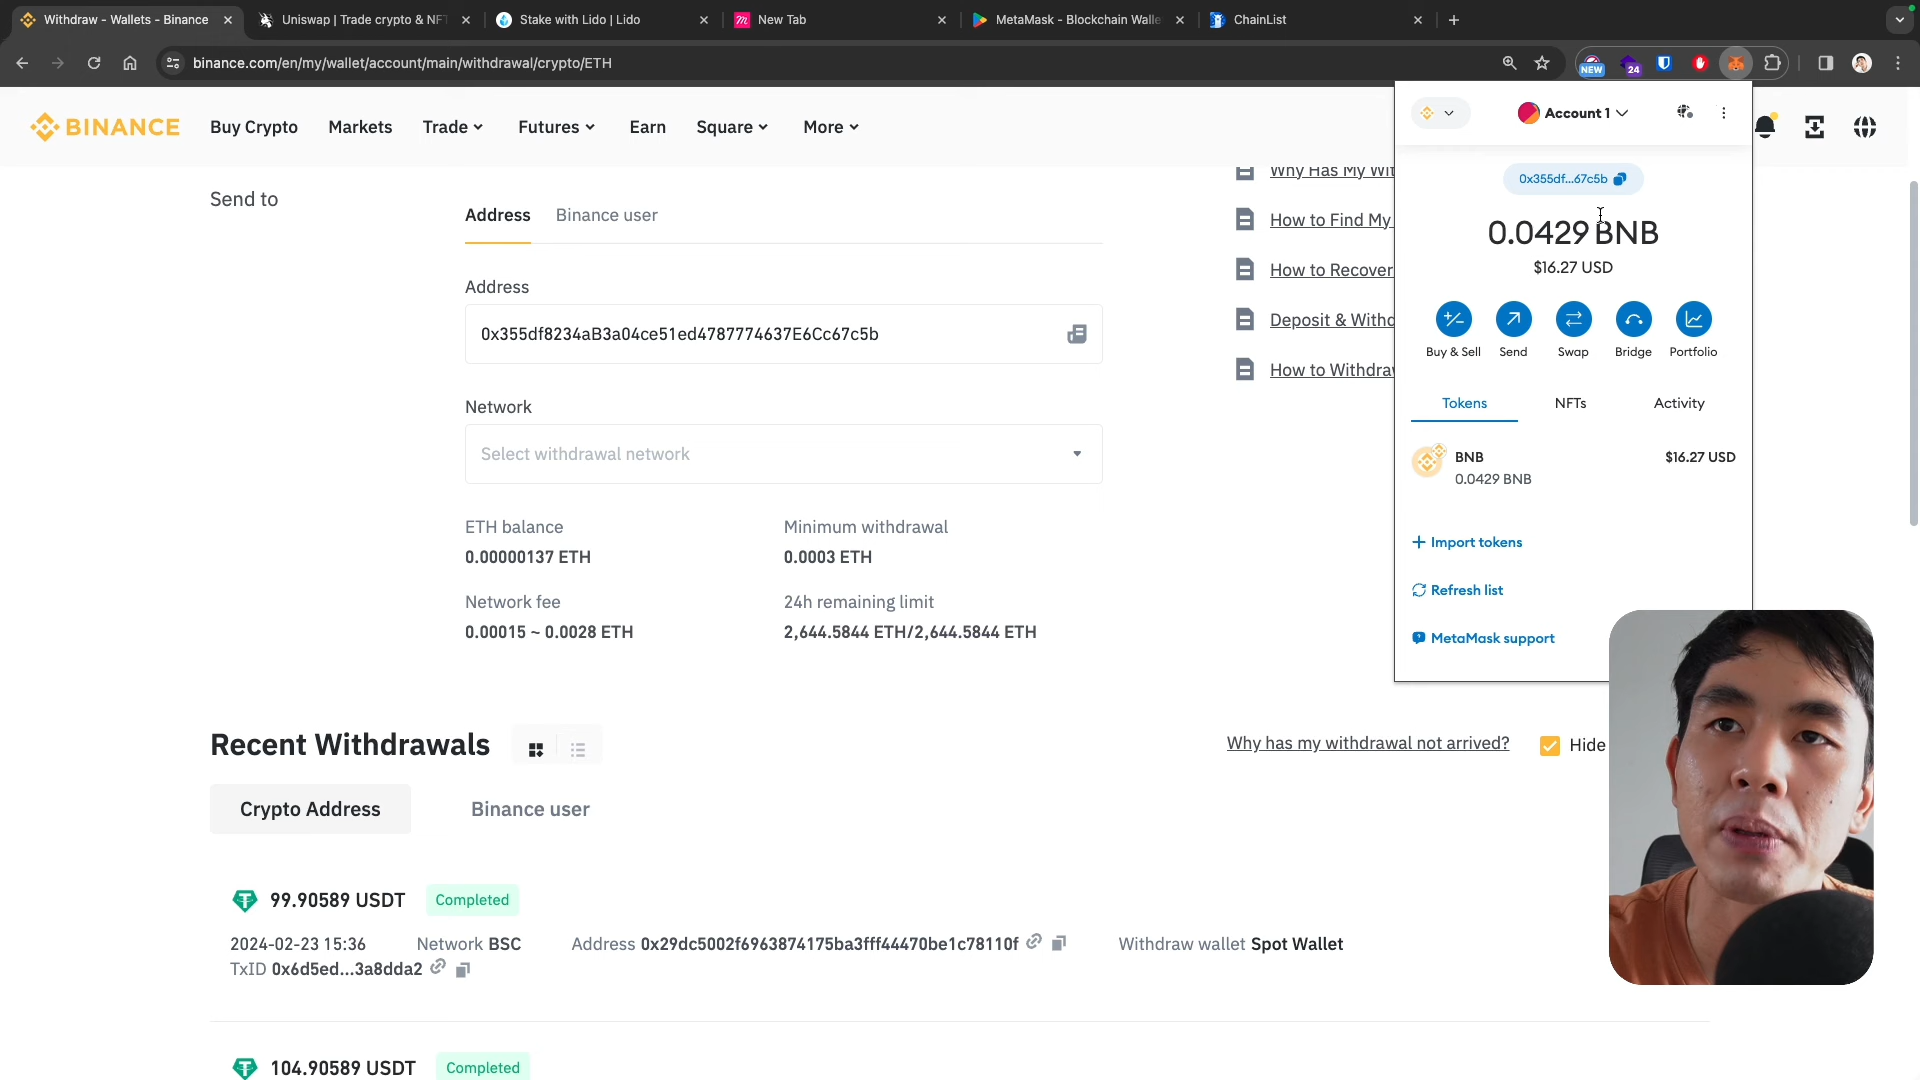 Withdraw - Wallets - Binance
Uniswap | Trade crypto & NFT
Stake with Lido | Lido
New Tab
MetaMask - Blockchain Walle
ChainList
binance.com/en/my/wallet/account/main/withdrawal/crypto/ETH
NEW
24
BINANCE
Buy Crypto
Markets
Trade
Futures
Earn
Square
More
Account 1
Send to
Address
Binance user
Why Has My Wit
How to Find My
How to Recover
Deposit & Withd
How to Withdraw
0x355df...67c5b
0.0429 BNB
$16.27 USD
Buy & Sell
Send
Swap
Bridge
Portfolio
Tokens
NFTs
Activity
BNB
$16.27 USD
0.0429 BNB
+ Import tokens
Refresh list
MetaMask support
Address
0x355df8234aB3a04ce51ed4787774637E6Cc67c5b
Network
Select withdrawal network
ETH balance
Minimum withdrawal
0.00000137 ETH
0.0003 ETH
Network fee
24h remaining limit
0.00015 ~ 0.0028 ETH
2,644.5844 ETH/2,644.5844 ETH
Recent Withdrawals
Why has my withdrawal not arrived?
Hide
Crypto Address
Binance user
99.90589 USDT
Completed
2024-02-23 15:36
Network BSC
Address 0x29dc5002f6963874175ba3fff44470be1c78110f
Withdraw wallet Spot Wallet
TxID 0x6d5ed...3a8dda2
104.90589 USDT
Completed